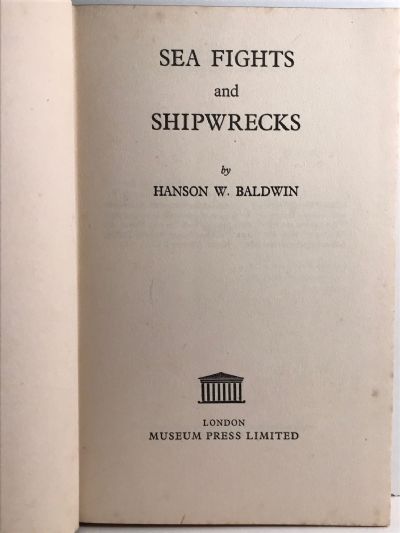 SEA FIGHTS
and
SHIPWRECKS
by
HANSON W. BALDWIN
LONDON
MUSEUM PRESS LIMITED